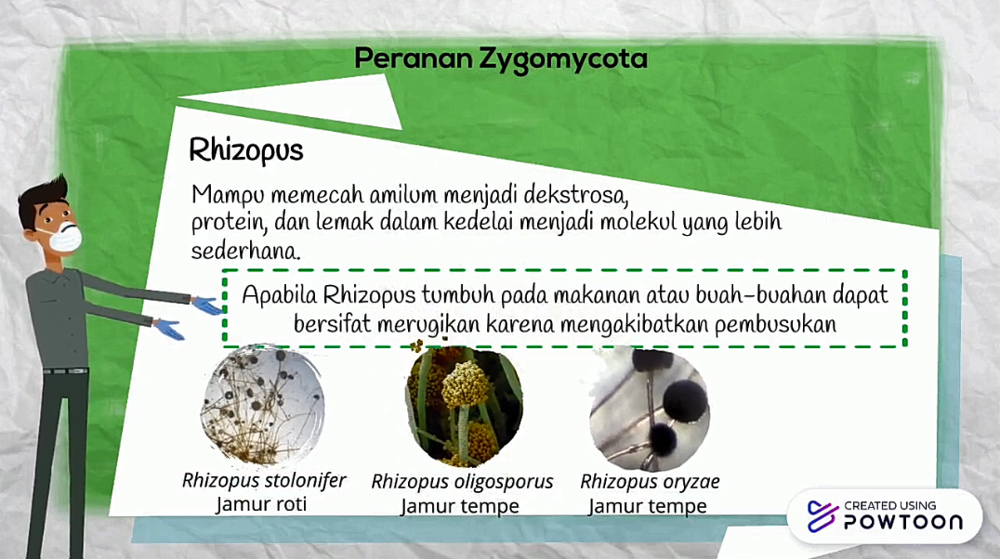 Peranan Zygomycota
Rhizopus
Mampu memecah amilum menjadi dekstrosa,
protein, dan lemak dalam kedelai menjadi molekul yang lebih
sederhana.
Apabila Rhizopus tumbuh pada makanan atau buah-buahan dapat
bersifat merugikan karena mengakibatkan pembusukan
Rhizopus stolonifer
Jamur roti
Rhizopus oligosporus
Jamur tempe
Rhizopus oryzae
Jamur tempe
CREATED USING
POWTOON